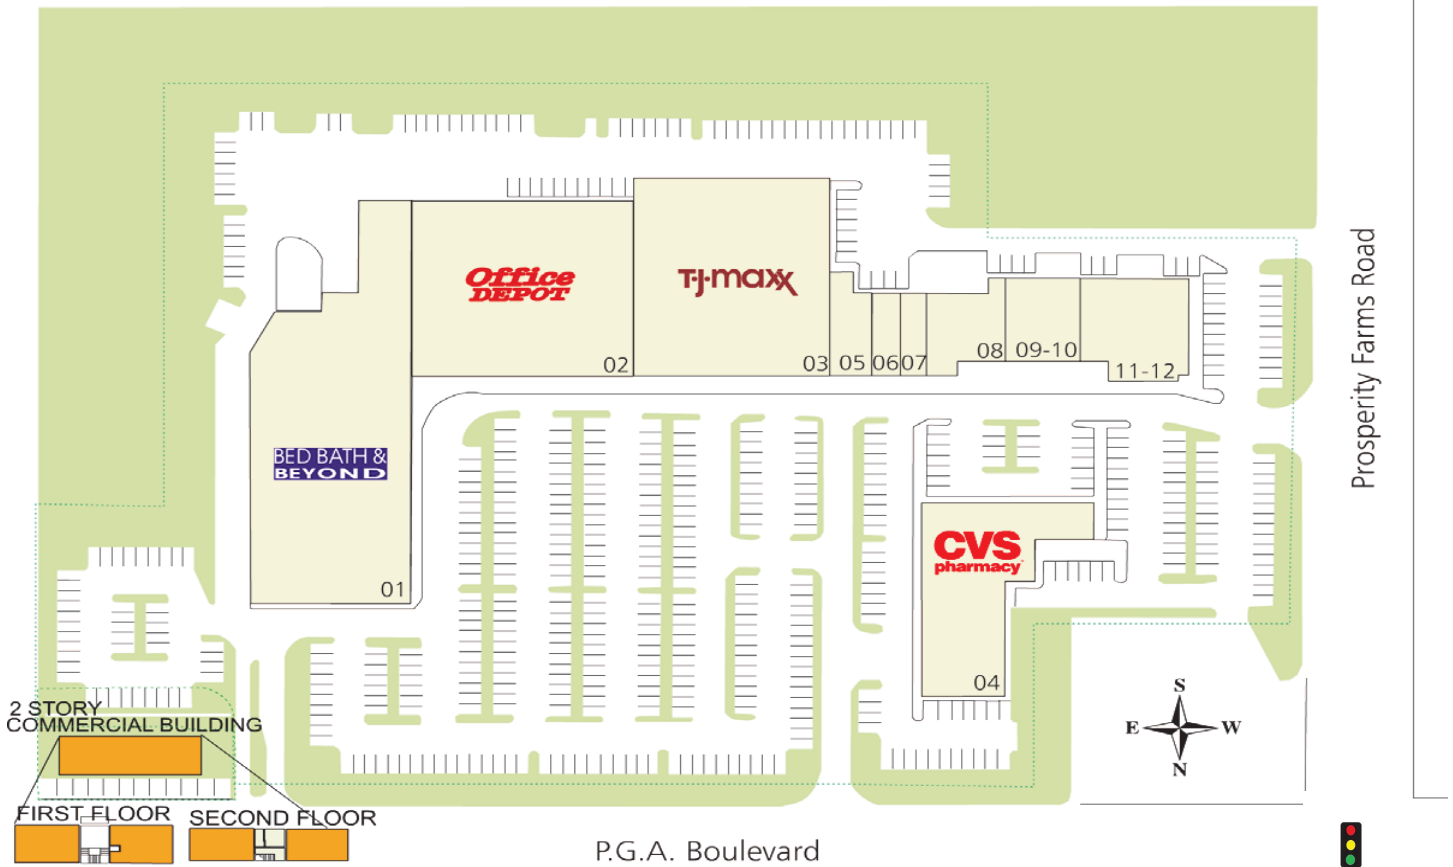 Office
DEPOT
T·J·maxx
02
03
05
06
07
08
09-10
11-12
Prosperity Farms Road
BED BATH &
BEYOND
01
CVS
pharmacy
04
2 STORY
COMMERCIAL BUILDING
S
E
W
N
FIRST FLOOR
SECOND FLOOR
P.G.A. Boulevard